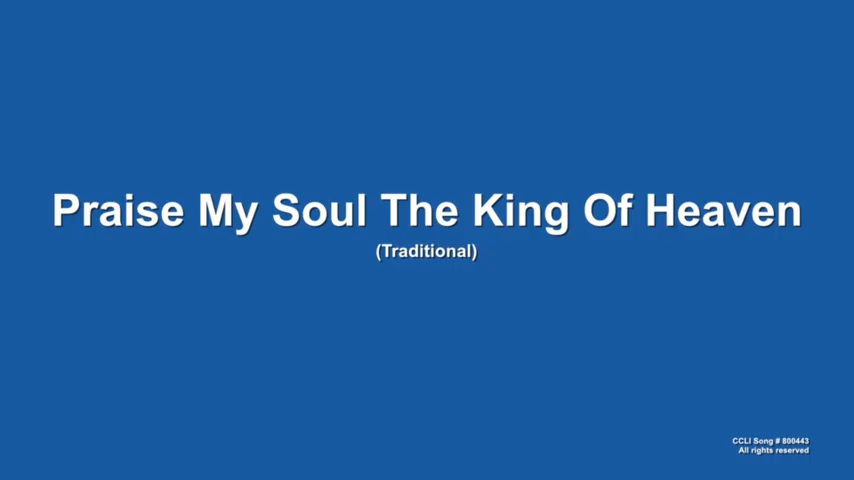 Praise My Soul The King Of Heaven
(Traditional)
CCLI Song # 800443
All rights reserved